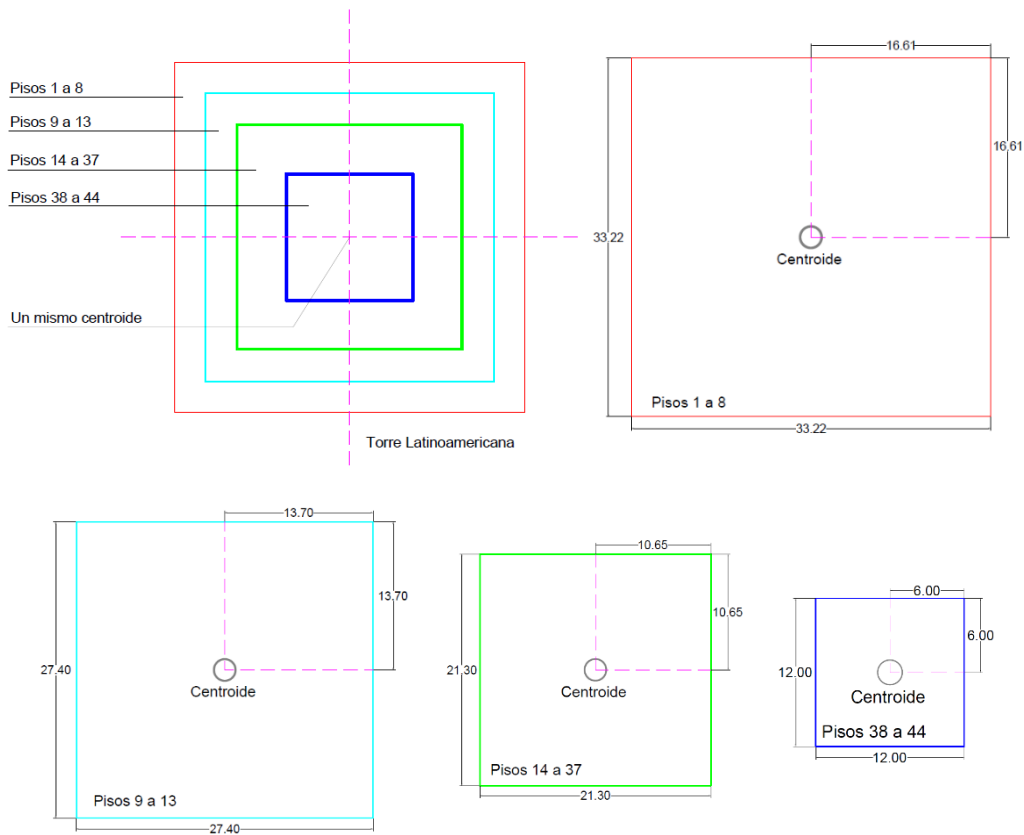 Pisos 1 a 8
Pisos 9 a 13
Pisos 14 a 37
Pisos 38 a 44
Un mismo centroide
Torre Latinoamericana
16.61
16.61
33.22
Centroide
Pisos 1 a 8
33.22
13.70
13.70
27.40
Centroide
Pisos 9 a 13
27.40
10.65
10.65
21.30
Centroide
Pisos 14 a 37
21.30
6.00
6.00
12.00
Centroide
Pisos 38 a 44
12.00